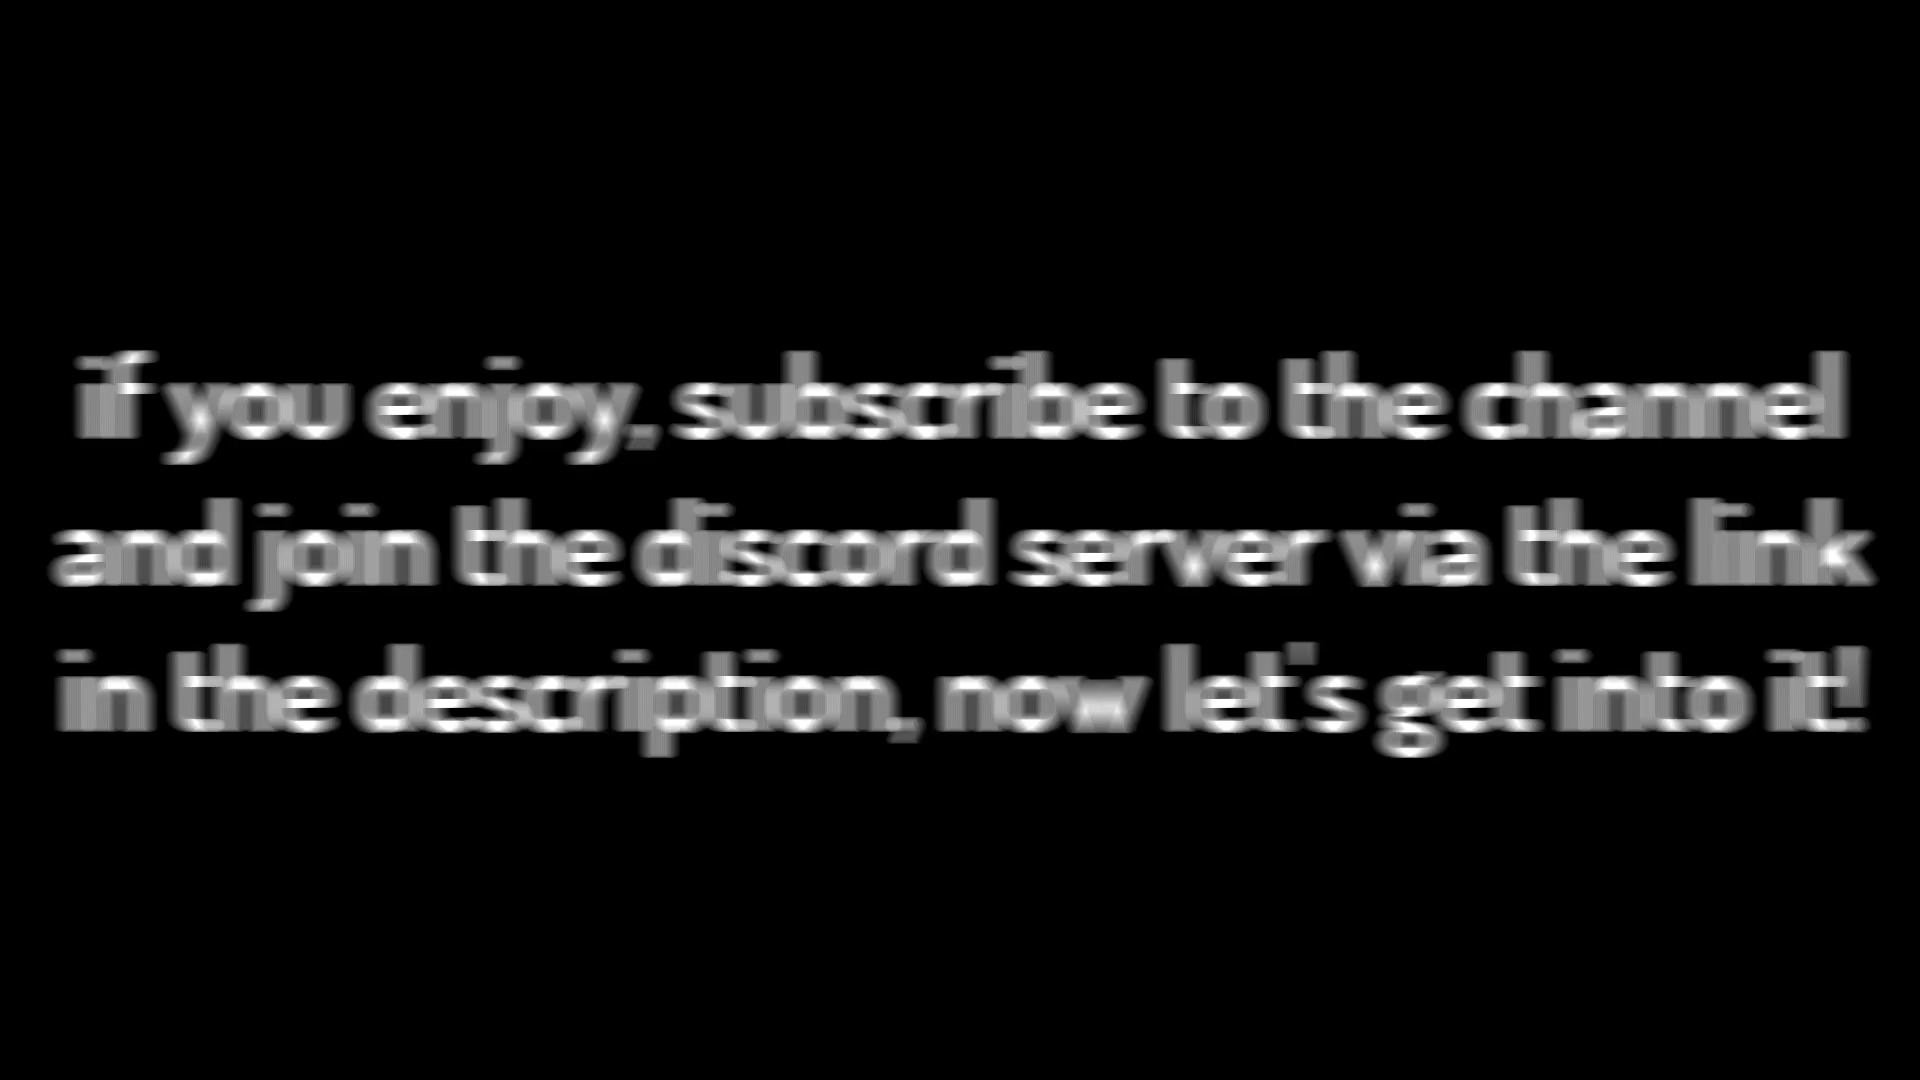 if you enjoy, subscribe to the channel
and join the discord server via the link
in the description, now let's get into it!